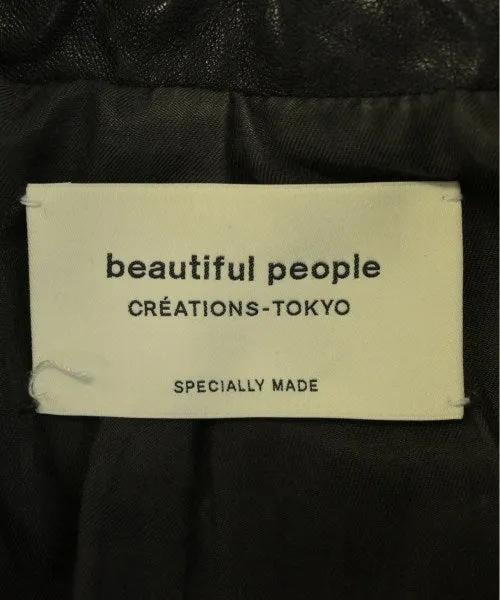 beautiful people
CRÉATIONS-TOKYO
SPECIALLY MADE